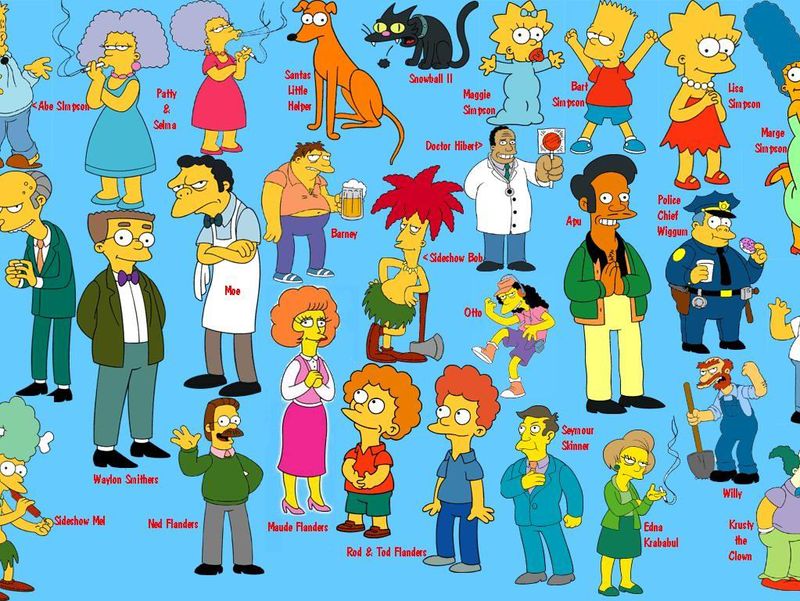 <Abe Simpson
Patty
&
Selma
Santas
Little
Helper
Snowball II
Maggie
Simpson
Bart
Simpson
Lisa
Simpson
Marge
Simpson
Doctor Hibert>
Barney
<Sideshow Bob
Apu
Police
Chief
Wiggum
Moe
Otto
Waylon Smithers
Seymour
Skinner
Willy
Sideshow Mel
Ned Flanders
Maude Flanders
Rod & Tod Flanders
Edna
Krababul
Krusty
the
Clown